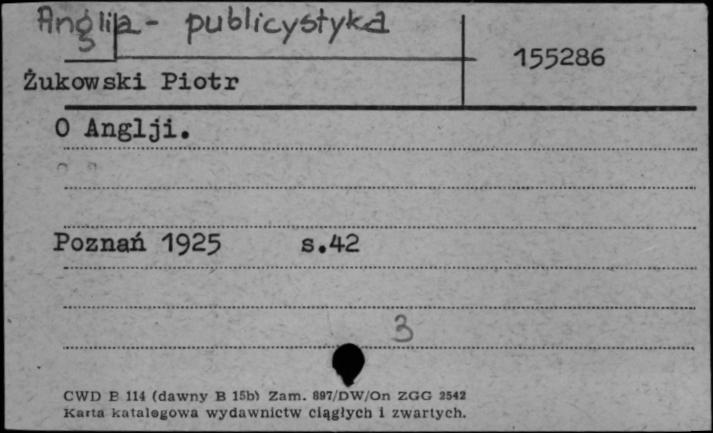 Anglia - publicystyka
155286
Żukowski Piotr
O Anglji.
Poznań 1925 s.42
3
CWD B 114 (dawny B 15b) Zam. 897/DW/On ZGG 2542
Karta katalogowa wydawnictw ciągłych i zwartych.